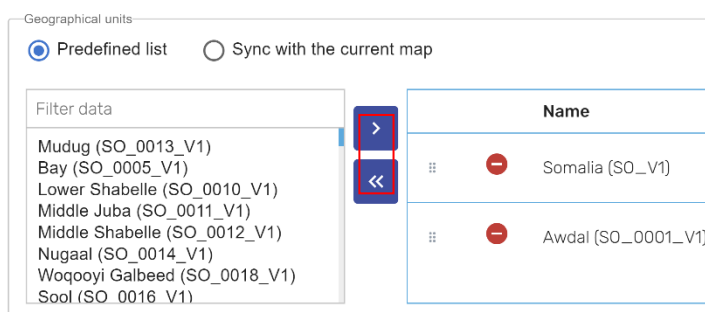 Geographical units
Predefined list
Sync with the current map
Filter data
Mudug (SO_0013_V1)
Bay (SO_0005_V1)
Lower Shabelle (SO_0010_V1)
Middle Juba (SO_0011_V1)
Middle Shabelle (SO_0012_V1)
Nugaal (SO_0014_V1)
Woqooyi Galbeed (SO_0018_V1)
Sool (SO_0016_V1)
Name
Somalia (SO_V1)
Awdal (SO_0001_V1)